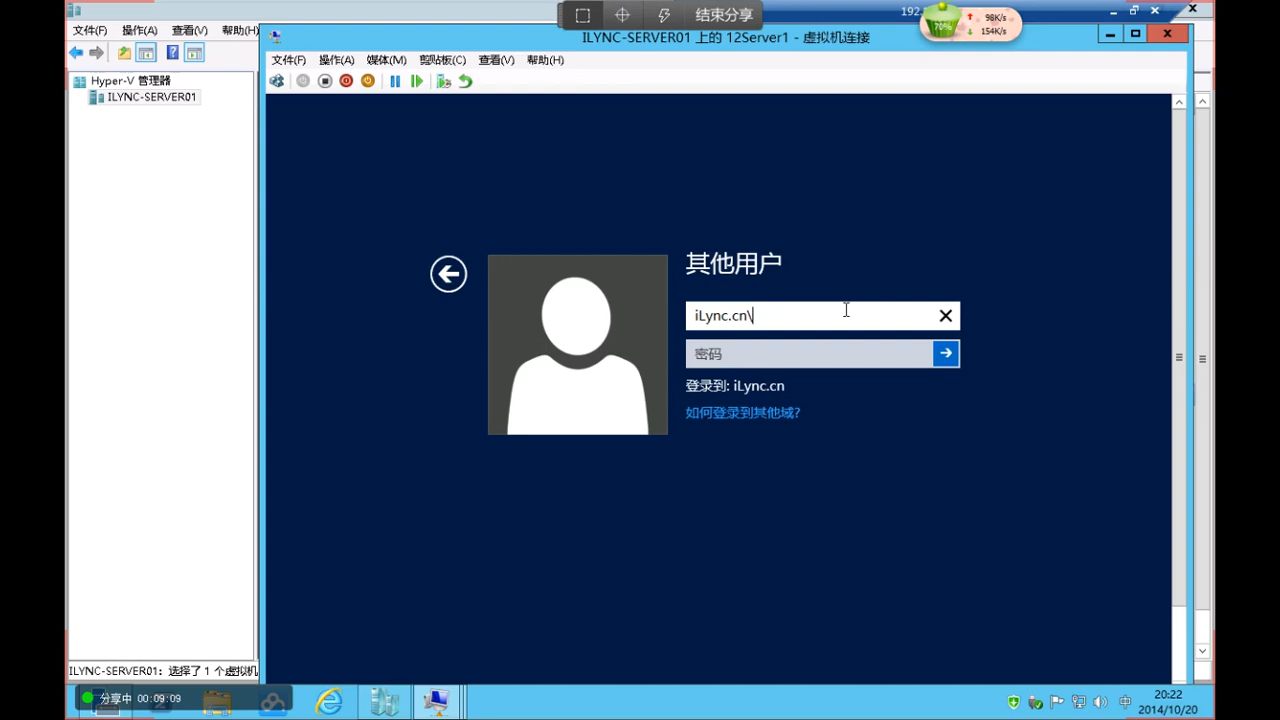 结束分享
192.
70%
98K/s
154K/s
文件(F) 操作(A) 查看(V) 帮助(H)
ILYNC-SERVER01 上的 12Server1 - 虚拟机连接
文件(F) 操作(A) 媒体(M) 剪贴板(C) 查看(V) 帮助(H)
Hyper-V 管理器
ILYNC-SERVER01
其他用户
iLync.cn\
密码
登录到: iLync.cn
如何登录到其他域?
ILYNC-SERVER01: 选择了 1 个虚拟机
分享中 00:09:09
中
20:22
2014/10/20